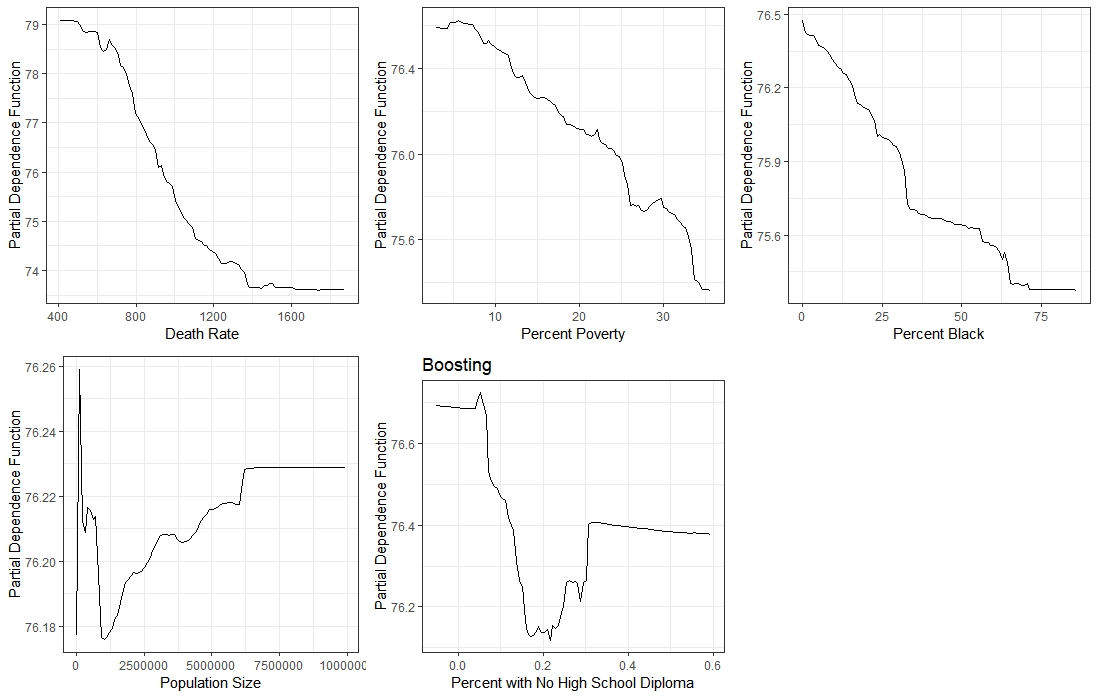 Partial Dependence Function
79
78
77
76
75
74
400 800 1200 1600
Death Rate
Partial Dependence Function
76.4
76.0
75.6
10 20 30
Percent Poverty
Partial Dependence Function
76.5
76.2
75.9
75.6
0 25 50 75
Percent Black
Partial Dependence Function
76.26
76.24
76.22
76.20
76.18
0 2500000 5000000 7500000 1000000
Population Size
Boosting
Partial Dependence Function
76.6
76.4
76.2
0.0 0.2 0.4 0.6
Percent with No High School Diploma